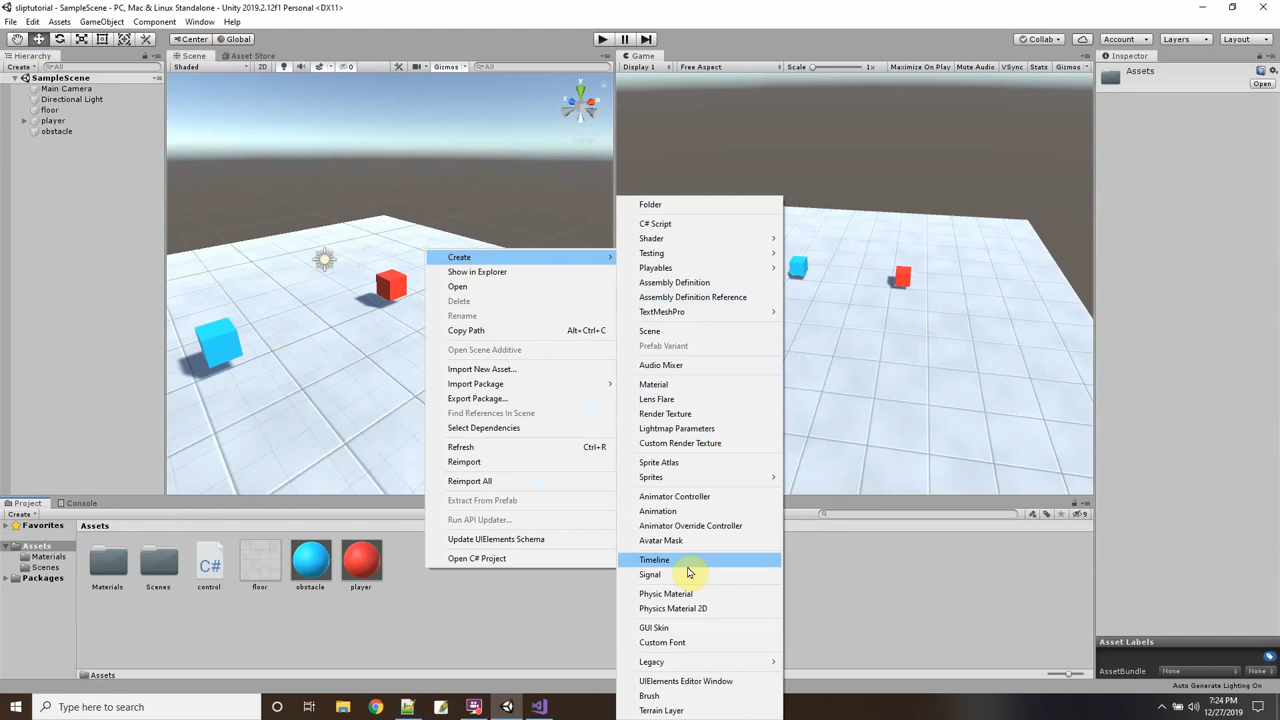 sliptutorial - SampleScene - PC, Mac & Linux Standalone - Unity 2019.2.12f1 Personal <DX11>
File Edit Assets GameObject Component Window Help
Center Global Collab Account Layers Layout
Hierarchy Scene Asset Store Game Inspector
Create All Shaded 2D 0 Gizmos All Display 1 Free Aspect Scale 1x Maximize On Play Mute Audio VSync Stats Gizmos Assets
Open
SampleScene
Main Camera
Directional Light
floor
player
obstacle
y
Persp
Create
Show in Explorer
Open
Delete
Rename
Copy Path Alt+Ctrl+C
Open Scene Additive
Import New Asset...
Import Package
Export Package...
Find References In Scene
Select Dependencies
Refresh Ctrl+R
Reimport
Reimport All
Extract From Prefab
Run API Updater...
Update UIElements Schema
Open C# Project
Folder
C# Script
Shader
Testing
Playables
Assembly Definition
Assembly Definition Reference
TextMeshPro
Scene
Prefab Variant
Audio Mixer
Material
Lens Flare
Render Texture
Lightmap Parameters
Custom Render Texture
Sprite Atlas
Sprites
Animator Controller
Animation
Animator Override Controller
Avatar Mask
Timeline
Signal
Physic Material
Physics Material 2D
GUI Skin
Custom Font
Legacy
UIElements Editor Window
Brush
Terrain Layer
Project Console
Create 9
Favorites
Assets
Materials
Scenes
Packages
Assets
C#
Materials Scenes control floor obstacle player
Assets
Asset Labels
AssetBundle None None
Auto Generate Lighting On
Type here to search
7:24 PM
12/27/2019